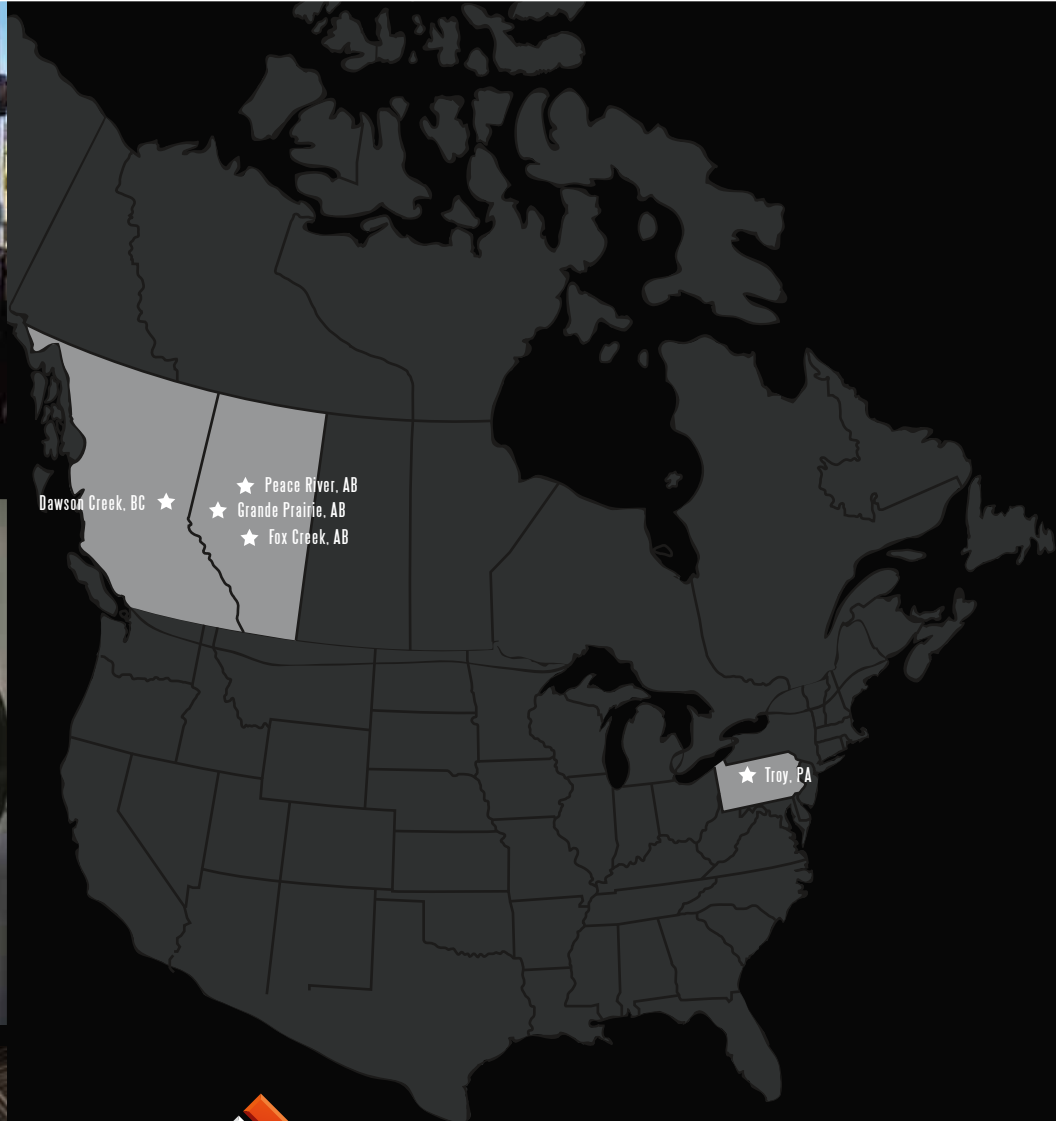 Peace River, AB
Dawson Creek, BC
Grande Prairie, AB
Fox Creek, AB
Troy, PA